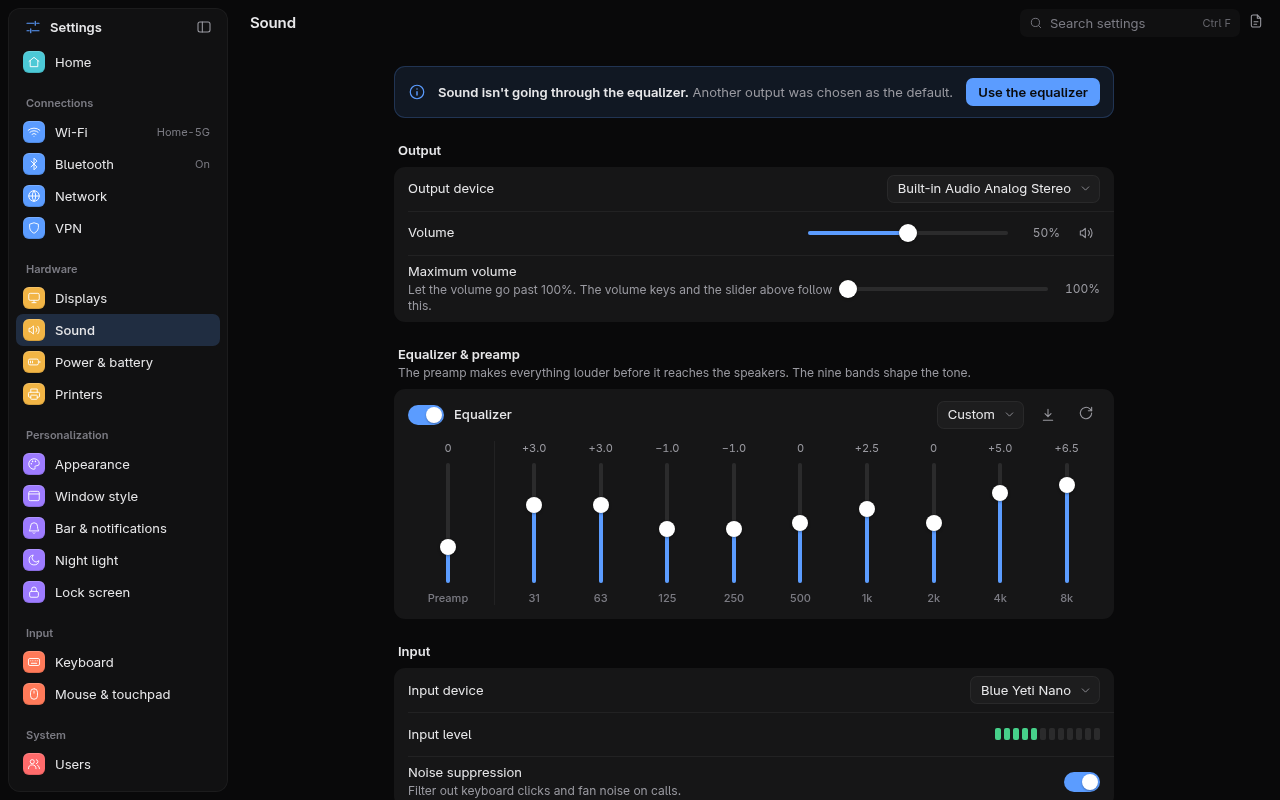 Settings
Home
Connections
Wi-Fi Home-5G
Bluetooth On
Network
VPN
Hardware
Displays
Sound
Power & battery
Printers
Personalization
Appearance
Window style
Bar & notifications
Night light
Lock screen
Input
Keyboard
Mouse & touchpad
System
Users
Sound
Search settings Ctrl F
Sound isn't going through the equalizer. Another output was chosen as the default. Use the equalizer
Output
Output device Built-in Audio Analog Stereo
Volume 50%
Maximum volume
Let the volume go past 100%. The volume keys and the slider above follow
this.
100%
Equalizer & preamp
The preamp makes everything louder before it reaches the speakers. The nine bands shape the tone.
Equalizer Custom
0 +3.0 +3.0 −1.0 −1.0 0 +2.5 0 +5.0 +6.5
Preamp 31 63 125 250 500 1k 2k 4k 8k
Input
Input device Blue Yeti Nano
Input level
Noise suppression
Filter out keyboard clicks and fan noise on calls.